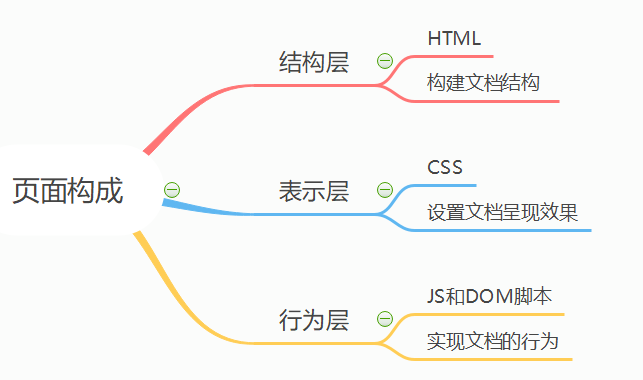 页面构成
结构层
HTML
构建文档结构
表示层
CSS
设置文档呈现效果
行为层
JS和DOM脚本
实现文档的行为